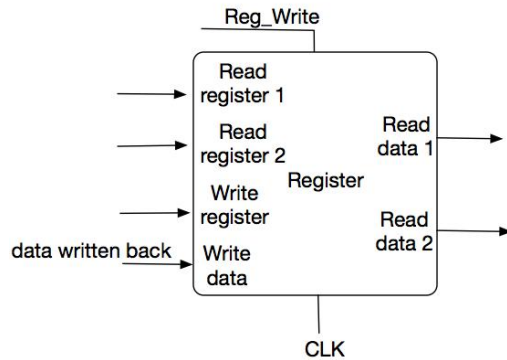 Reg_Write
Read
register 1
Read
register 2
Write
register
data written back
Write
data
Register
Read
data 1
Read
data 2
CLK